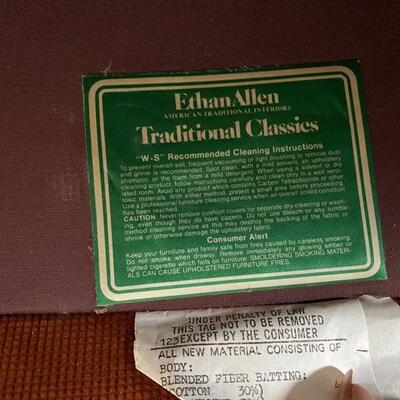 EthanAllen
AMERICAN TRADITIONAL INTERIORS
Traditional Classics
"W-S" Recommended Cleaning Instructions
To prevent overall soil, frequent vacuuming or light brushing to remove dust
and grime is recommended. Spot clean, with a mild solvent, an upholstery
shampoo, or the foam from a mild detergent. When using a solvent or dry
cleaning product, follow instructions carefully and clean only in a well venti-
lated room. Avoid any product which contains Carbon Tetrachloride or other
toxic materials. With either method, pretest a small area before proceeding.
Use a professional furniture cleaning service when an overall soiled condition
has been reached.
CAUTION. Never remove cushion covers for separate dry cleaning or wash-
ing, even though they do have zippers. Do not use bleach or any tumble
method cleaning service as this may destroy the backing of the fabric or
shrink or otherwise damage the upholstery fabric.
Consumer Alert
Keep your furniture and family safe from fires caused by careless smoking.
Do not smoke when drowsy. Remove immediately any glowing ember or
lighted cigarette which falls on furniture. SMOLDERING SMOKING MATERI-
ALS CAN CAUSE UPHOLSTERED FURNITURE FIRES.
UNDER PENALTY OF LAW
THIS TAG NOT TO BE REMOVED
123EXCEPT BY THE CONSUMER
ALL NEW MATERIAL CONSISTING OF
BODY:
BLENDED FIBER BATTING:
COTTON 30%)